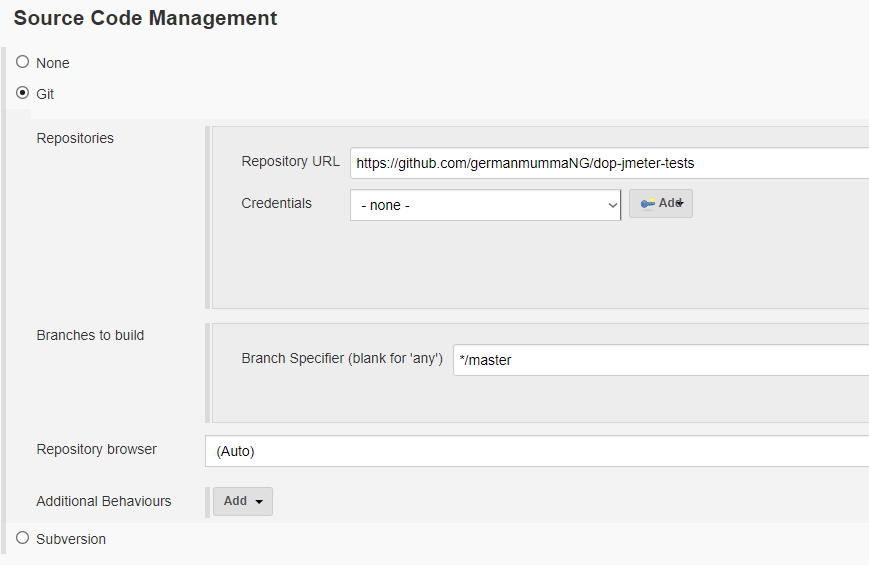 Source Code Management
None
Git
Repositories
Repository URL https://github.com/germanmummaNG/dop-jmeter-tests
Credentials - none - Add
Branches to build
Branch Specifier (blank for 'any') */master
Repository browser (Auto)
Additional Behaviours Add
Subversion